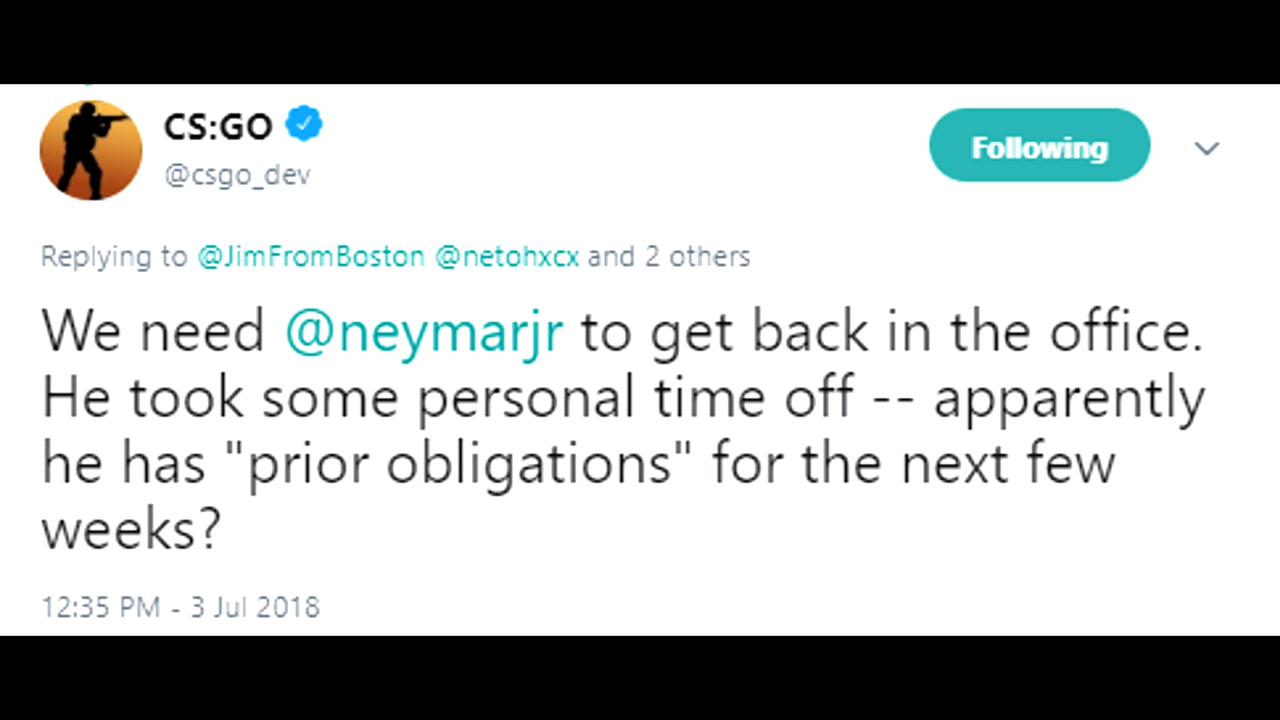 CS:GO
@csgo_dev
Following
Replying to @JimFromBoston @netohxcx and 2 others
We need @neymarjr to get back in the office.
He took some personal time off -- apparently
he has "prior obligations" for the next few
weeks?
12:35 PM - 3 Jul 2018